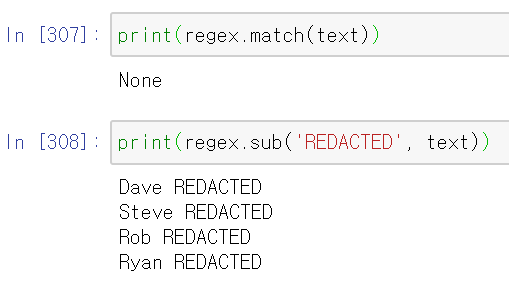 In [307]: print(regex.match(text))
None
In [308]: print(regex.sub('REDACTED', text))
Dave REDACTED
Steve REDACTED
Rob REDACTED
Ryan REDACTED